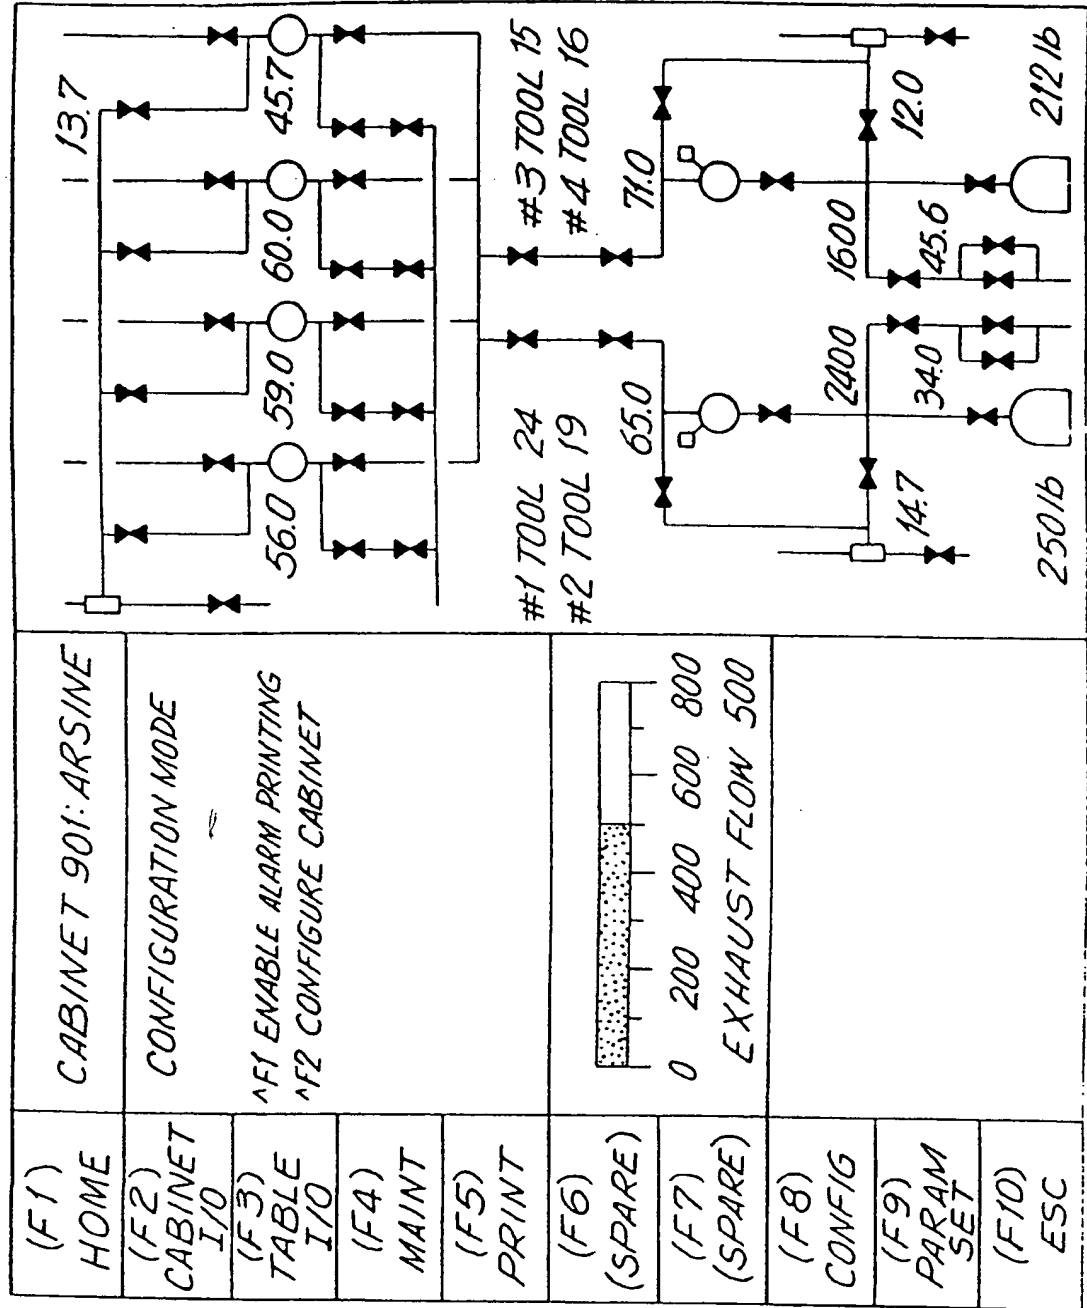 (F1)
HOME
(F2)
CABINET
I/O
(F3)
TABLE
I/O
(F4)
MAINT
(F5)
PRINT
(F6)
(SPARE)
(F7)
(SPARE)
(F8)
CONFIG
(F9)
PARAM
SET
(F10)
ESC
CABINET 901: ARSINE
CONFIGURATION MODE
^F1 ENABLE ALARM PRINTING
^F2 CONFIGURE CABINET
0 200 400 600 800
EXHAUST FLOW 500
13.7
56.0 59.0 60.0 45.7
#1 TOOL 24
#2 TOOL 19
#3 TOOL 15
#4 TOOL 16
65.0 71.0
2400 1600
14.7 34.0 45.6 12.0
250 lb 212 lb